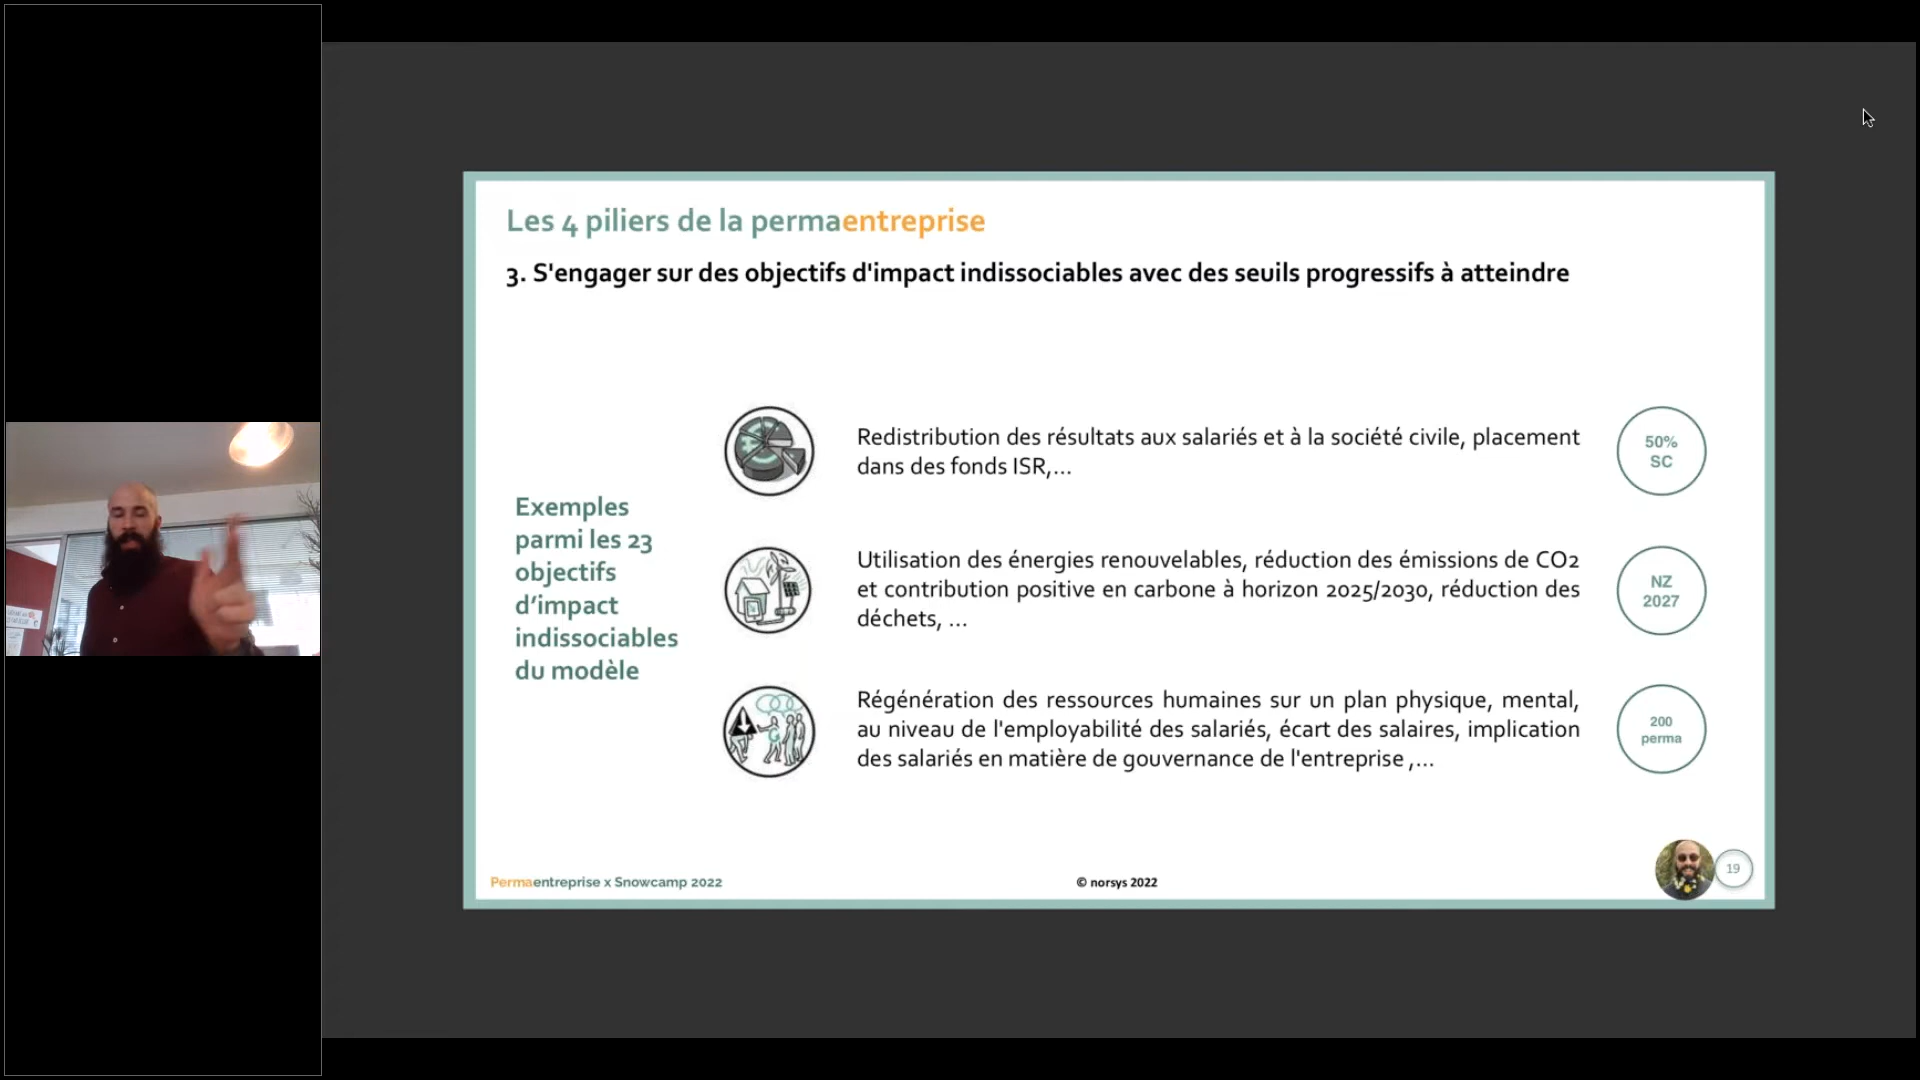 Les 4 piliers de la permaentreprise
3. S'engager sur des objectifs d'impact indissociables avec des seuils progressifs à atteindre
Exemples
parmi les 23
objectifs
d'impact
indissociables
du modèle
Redistribution des résultats aux salariés et à la société civile, placement
dans des fonds ISR,...
50%
SC
Utilisation des énergies renouvelables, réduction des émissions de CO2
et contribution positive en carbone à horizon 2025/2030, réduction des
déchets, ...
NZ
2027
Régénération des ressources humaines sur un plan physique, mental,
au niveau de l'employabilité des salariés, écart des salaires, implication
des salariés en matière de gouvernance de l'entreprise ,...
200
perma
Permaentreprise x Snowcamp 2022
© norsys 2022
19